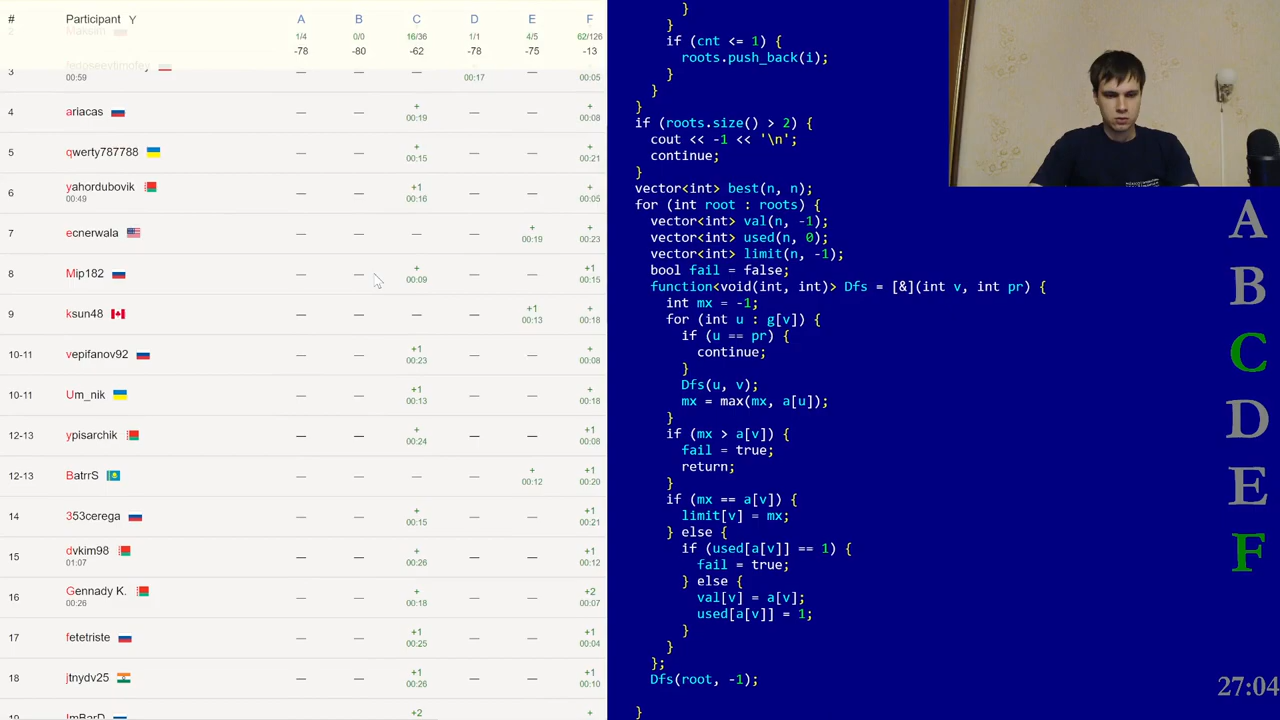 # Participant Y A B C D E F
1/4 0/0 16/36 1/1 4/5 62/126
-78 -80 -62 -78 -75 -13
2 Maksim
3 fedoseevtimofey — — — +
00:59 00:17 00:05
4 ariacas — — + — — +
00:19 00:08
5 qwerty787788 — — + — — +
00:15 00:21
6 yahordubovik — — +1 — — +
00:49 00:16 00:05
7 ecnerwala — — — — + +
00:19 00:23
8 Mip182 — — + — — +1
00:09 00:15
9 ksun48 — — — — +1 +
00:13 00:18
10-11 vepifanov92 — — +1 — — +
00:23 00:08
10-11 Um_nik — — +1 — — +
00:13 00:18
12-13 ypisarchik — — + — — +1
00:24 00:08
12-13 BatrrS — — — — + +1
00:12 00:20
14 353cerega — — + — — +1
00:15 00:21
15 dvkim98 — — + — — +1
01:07 00:26 00:12
16 Gennady K. — — + — — +2
00:26 00:18 00:07
17 fetetriste — — +1 — — +1
00:25 00:04
18 jtnydv25 — — +1 — — +1
00:26 00:10
19 ImBarD — — +2 — — +
}
}
if (cnt <= 1) {
roots.push_back(i);
}
}
}
if (roots.size() > 2) {
cout << -1 << '\n';
continue;
}
vector<int> best(n, n);
for (int root : roots) {
vector<int> val(n, -1);
vector<int> used(n, 0);
vector<int> limit(n, -1);
bool fail = false;
function<void(int, int)> Dfs = [&](int v, int pr) {
int mx = -1;
for (int u : g[v]) {
if (u == pr) {
continue;
}
Dfs(u, v);
mx = max(mx, a[u]);
}
if (mx > a[v]) {
fail = true;
return;
}
if (mx == a[v]) {
limit[v] = mx;
} else {
if (used[a[v]] == 1) {
fail = true;
} else {
val[v] = a[v];
used[a[v]] = 1;
}
}
};
Dfs(root, -1);
}
A
B
C
D
E
F
27:04